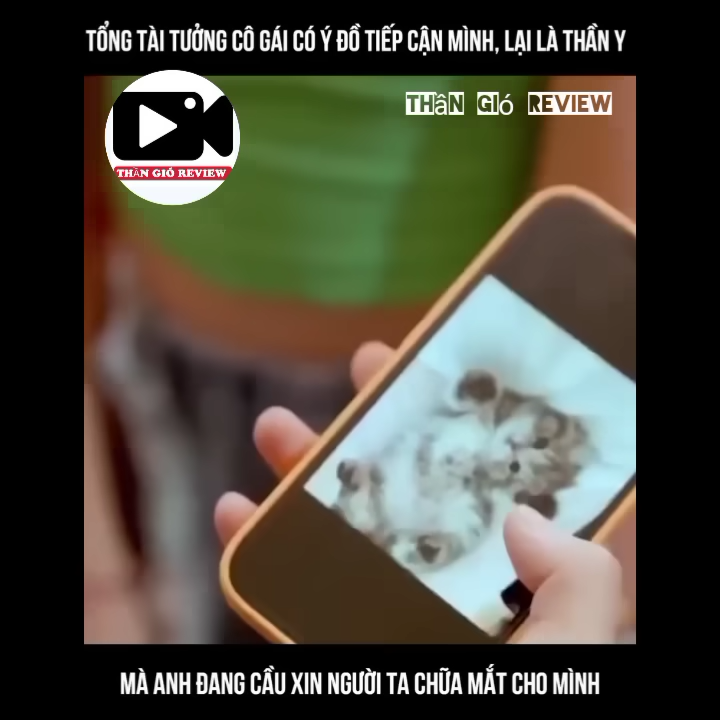 TỔNG TÀI TƯỞNG CÔ GÁI CÓ Ý ĐỒ TIẾP CẬN MÌNH, LẠI LÀ THẦN Y
THầN GIó REVIEW
THẦN GIÓ REVIEW
MÀ ANH ĐANG CẦU XIN NGƯỜI TA CHỮA MẮT CHO MÌNH